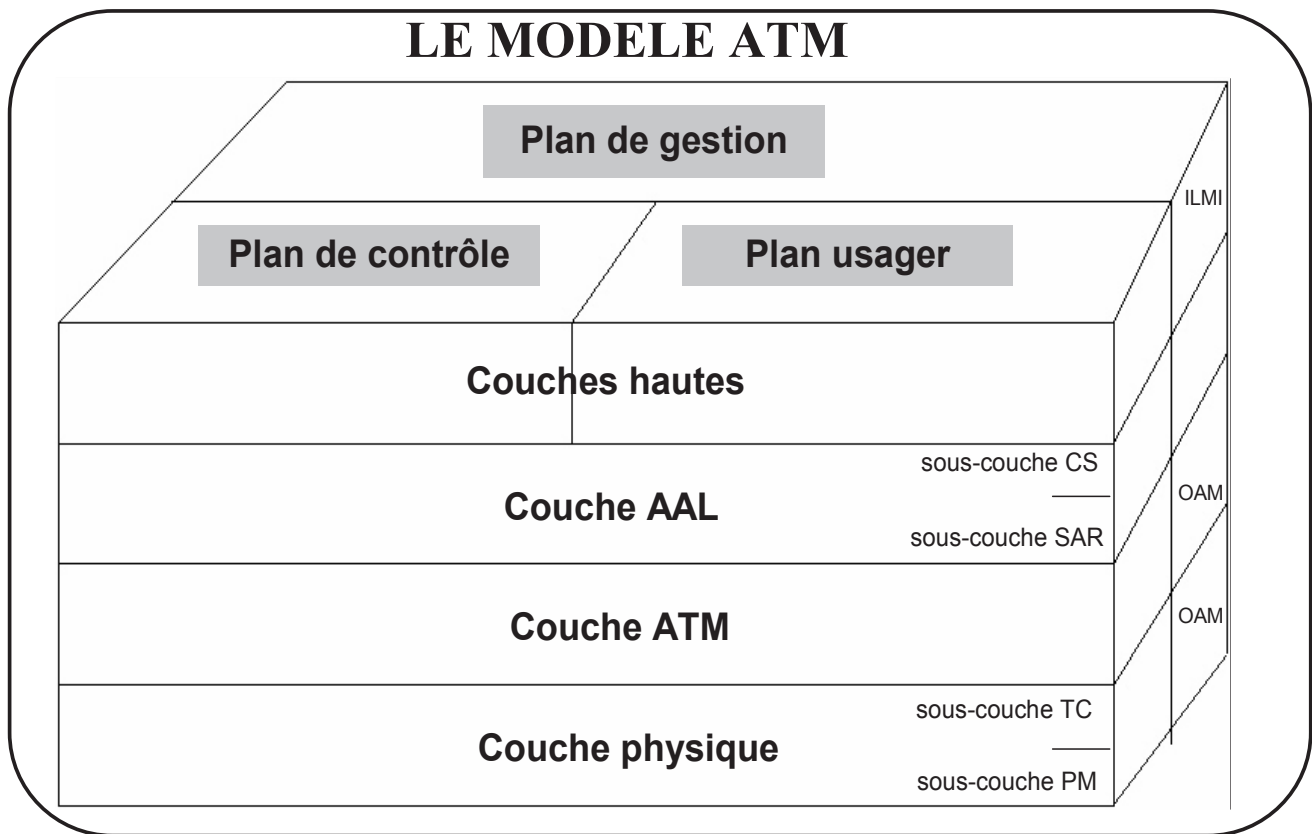 LE MODELE ATM
Plan de gestion
ILMI
Plan de contrôle
Plan usager
Couches hautes
sous-couche CS
Couche AAL
OAM
sous-couche SAR
Couche ATM
OAM
sous-couche TC
Couche physique
sous-couche PM